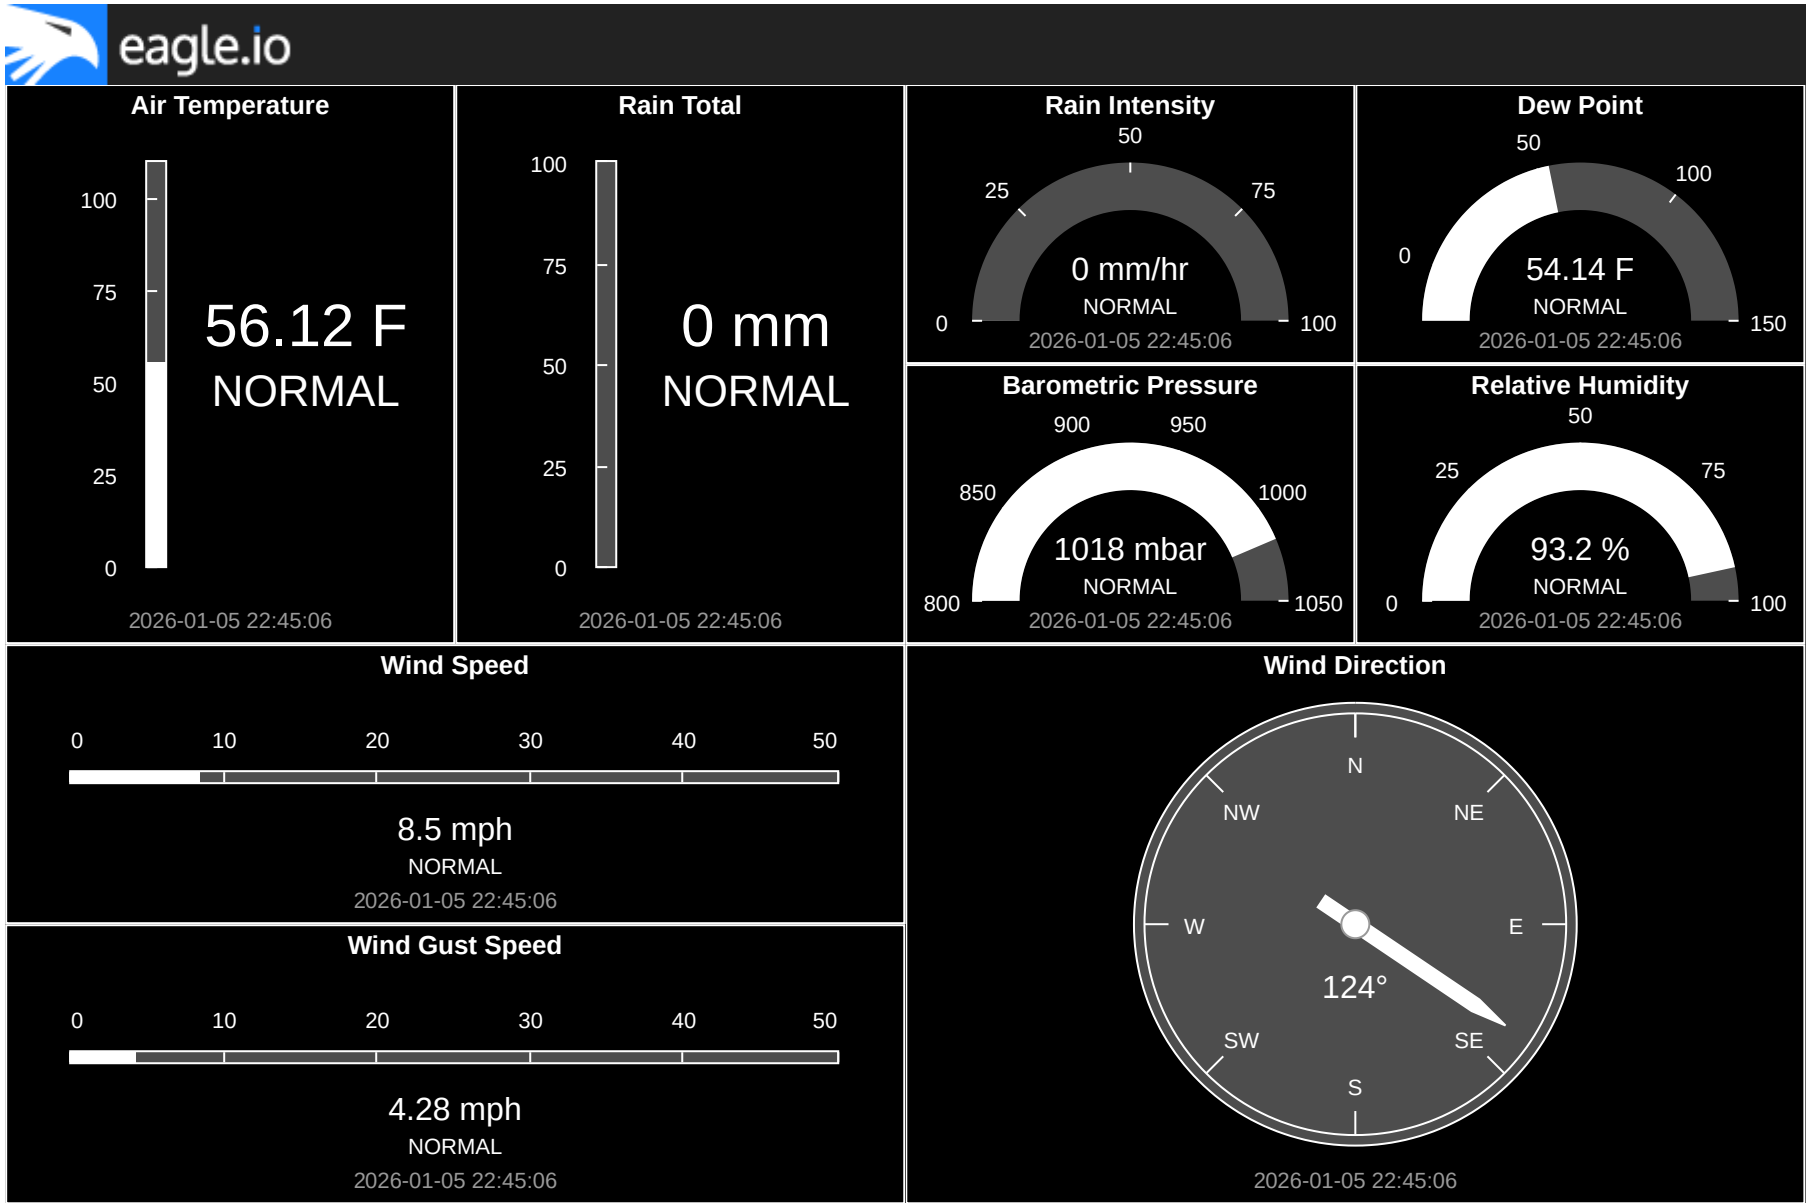 eagle.io
Air Temperature
100
75
50
25
0
56.12 F
NORMAL
2026-01-05 22:45:06
Rain Total
100
75
50
25
0
0 mm
NORMAL
2026-01-05 22:45:06
Rain Intensity
0
25
50
75
100
0 mm/hr
NORMAL
2026-01-05 22:45:06
Dew Point
0
50
100
150
54.14 F
NORMAL
2026-01-05 22:45:06
Barometric Pressure
800
850
900
950
1000
1050
1018 mbar
NORMAL
2026-01-05 22:45:06
Relative Humidity
0
25
50
75
100
93.2 %
NORMAL
2026-01-05 22:45:06
Wind Speed
0 10 20 30 40 50
8.5 mph
NORMAL
2026-01-05 22:45:06
Wind Gust Speed
0 10 20 30 40 50
4.28 mph
NORMAL
2026-01-05 22:45:06
Wind Direction
N
NW NE
W E
124°
SW SE
S
2026-01-05 22:45:06